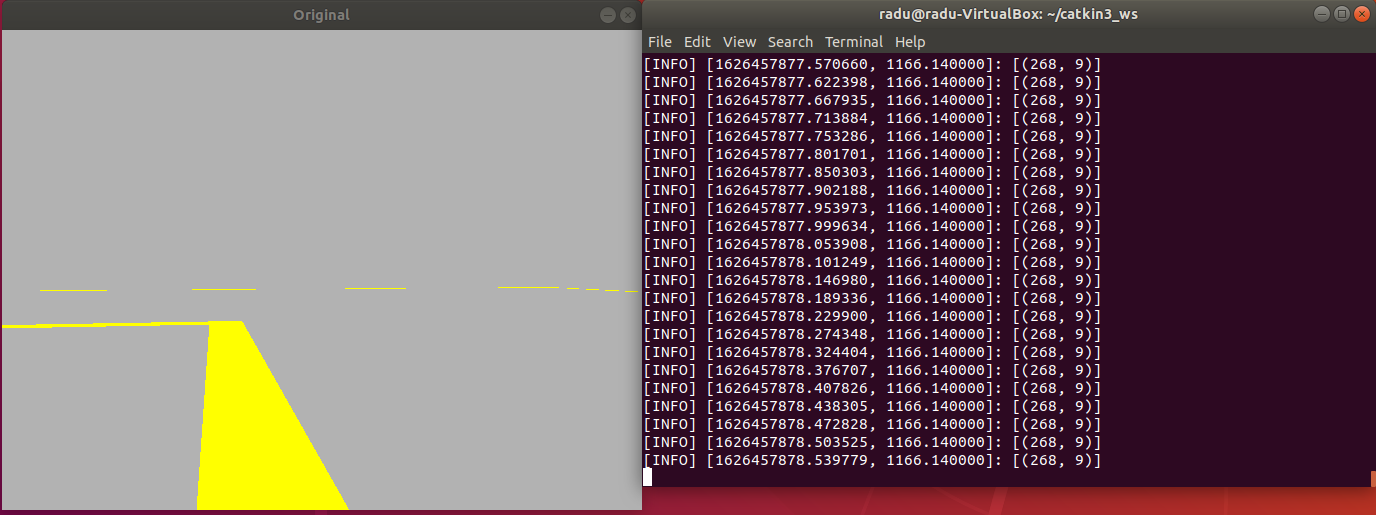 Original
radu@radu-VirtualBox: ~/catkin3_ws
File Edit View Search Terminal Help
[INFO] [1626457877.570660, 1166.140000]: [(268, 9)]
[INFO] [1626457877.622398, 1166.140000]: [(268, 9)]
[INFO] [1626457877.667935, 1166.140000]: [(268, 9)]
[INFO] [1626457877.713884, 1166.140000]: [(268, 9)]
[INFO] [1626457877.753286, 1166.140000]: [(268, 9)]
[INFO] [1626457877.801701, 1166.140000]: [(268, 9)]
[INFO] [1626457877.850303, 1166.140000]: [(268, 9)]
[INFO] [1626457877.902188, 1166.140000]: [(268, 9)]
[INFO] [1626457877.953973, 1166.140000]: [(268, 9)]
[INFO] [1626457877.999634, 1166.140000]: [(268, 9)]
[INFO] [1626457878.053908, 1166.140000]: [(268, 9)]
[INFO] [1626457878.101249, 1166.140000]: [(268, 9)]
[INFO] [1626457878.146980, 1166.140000]: [(268, 9)]
[INFO] [1626457878.189336, 1166.140000]: [(268, 9)]
[INFO] [1626457878.229900, 1166.140000]: [(268, 9)]
[INFO] [1626457878.274348, 1166.140000]: [(268, 9)]
[INFO] [1626457878.324404, 1166.140000]: [(268, 9)]
[INFO] [1626457878.376707, 1166.140000]: [(268, 9)]
[INFO] [1626457878.407826, 1166.140000]: [(268, 9)]
[INFO] [1626457878.438305, 1166.140000]: [(268, 9)]
[INFO] [1626457878.472828, 1166.140000]: [(268, 9)]
[INFO] [1626457878.503525, 1166.140000]: [(268, 9)]
[INFO] [1626457878.539779, 1166.140000]: [(268, 9)]